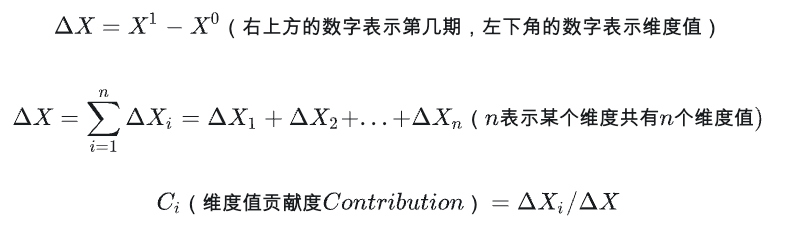 ΔX = X¹ − X⁰（右上方的数字表示第几期，左下角的数字表示维度值）
ΔX = ∑ᵢ₌₁ⁿ ΔXᵢ = ΔX₁ + ΔX₂+...+ΔXₙ（n表示某个维度共有n个维度值)
Cᵢ（维度值贡献度Contribution）= ΔXᵢ/ΔX